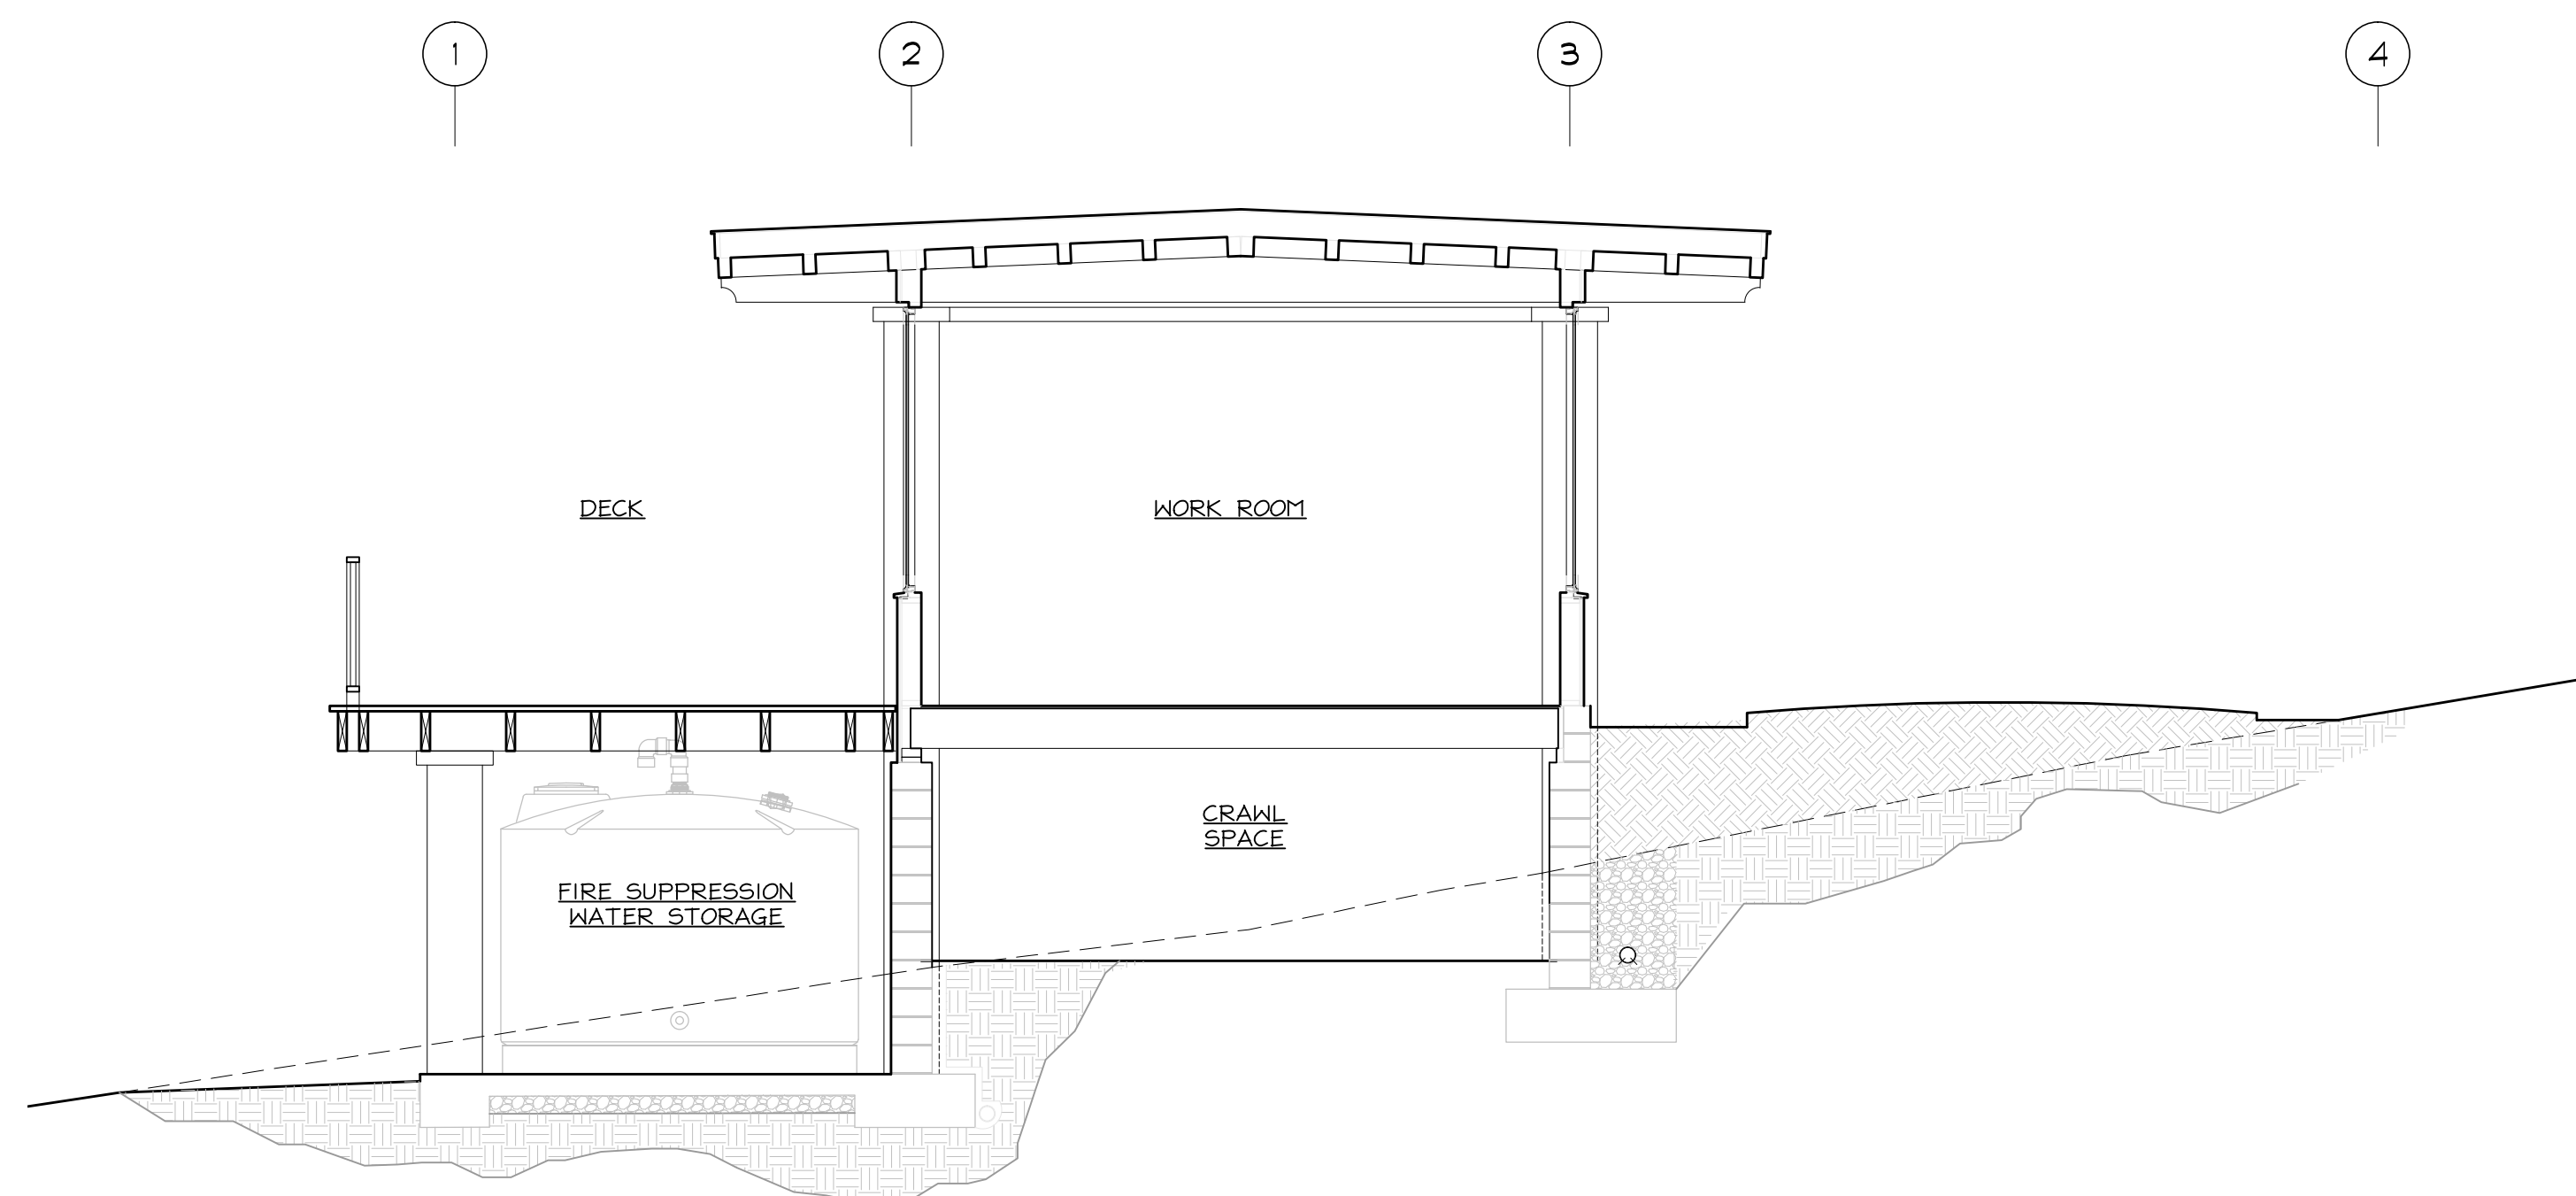 1
2
3
4
DECK
WORK ROOM
CRAWL
SPACE
FIRE SUPPRESSION
WATER STORAGE